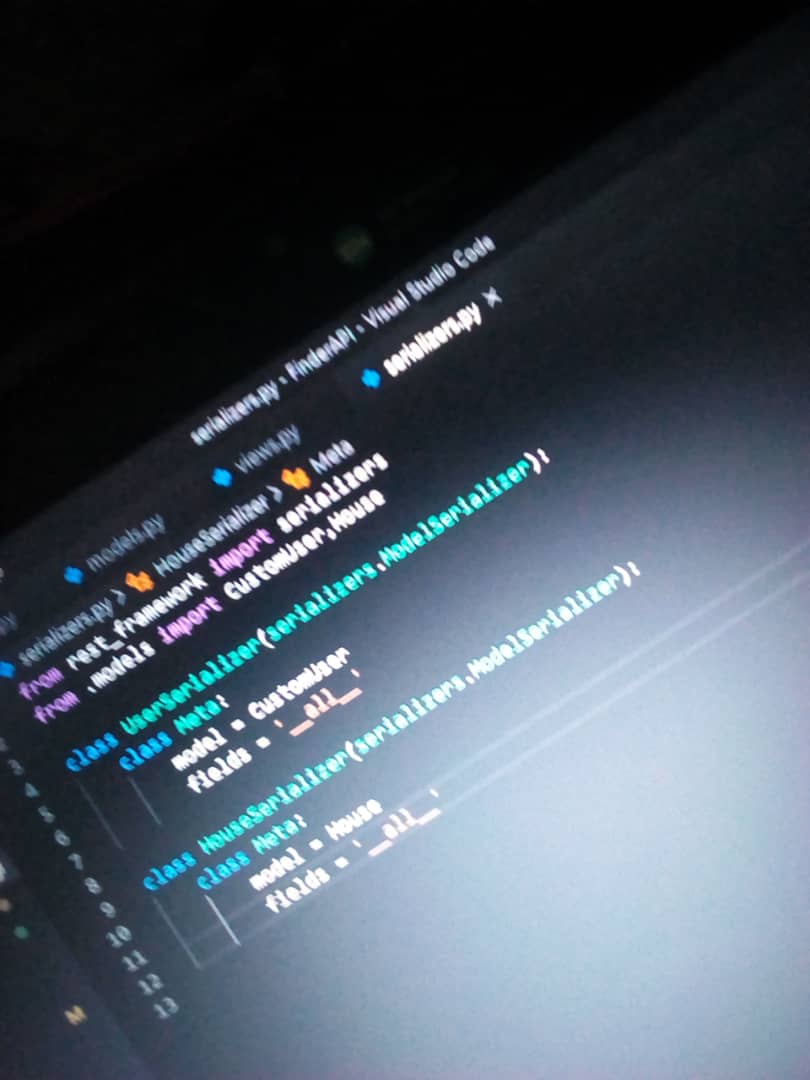 serializers.py - FinderAPI - Visual Studio Code
models.py views.py serializers.py ×
serializers.py > HouseSerializer > Meta
from rest_framework import serializers
from .models import CustomUser,House
class UserSerializer(serializers.ModelSerializer):
class Meta:
model = CustomUser
fields = '__all__'
class HouseSerializer(serializers.ModelSerializer):
class Meta:
model = House
fields = '__all__'
2
3
4
5
6
7
8
9
10
11
12
13
M